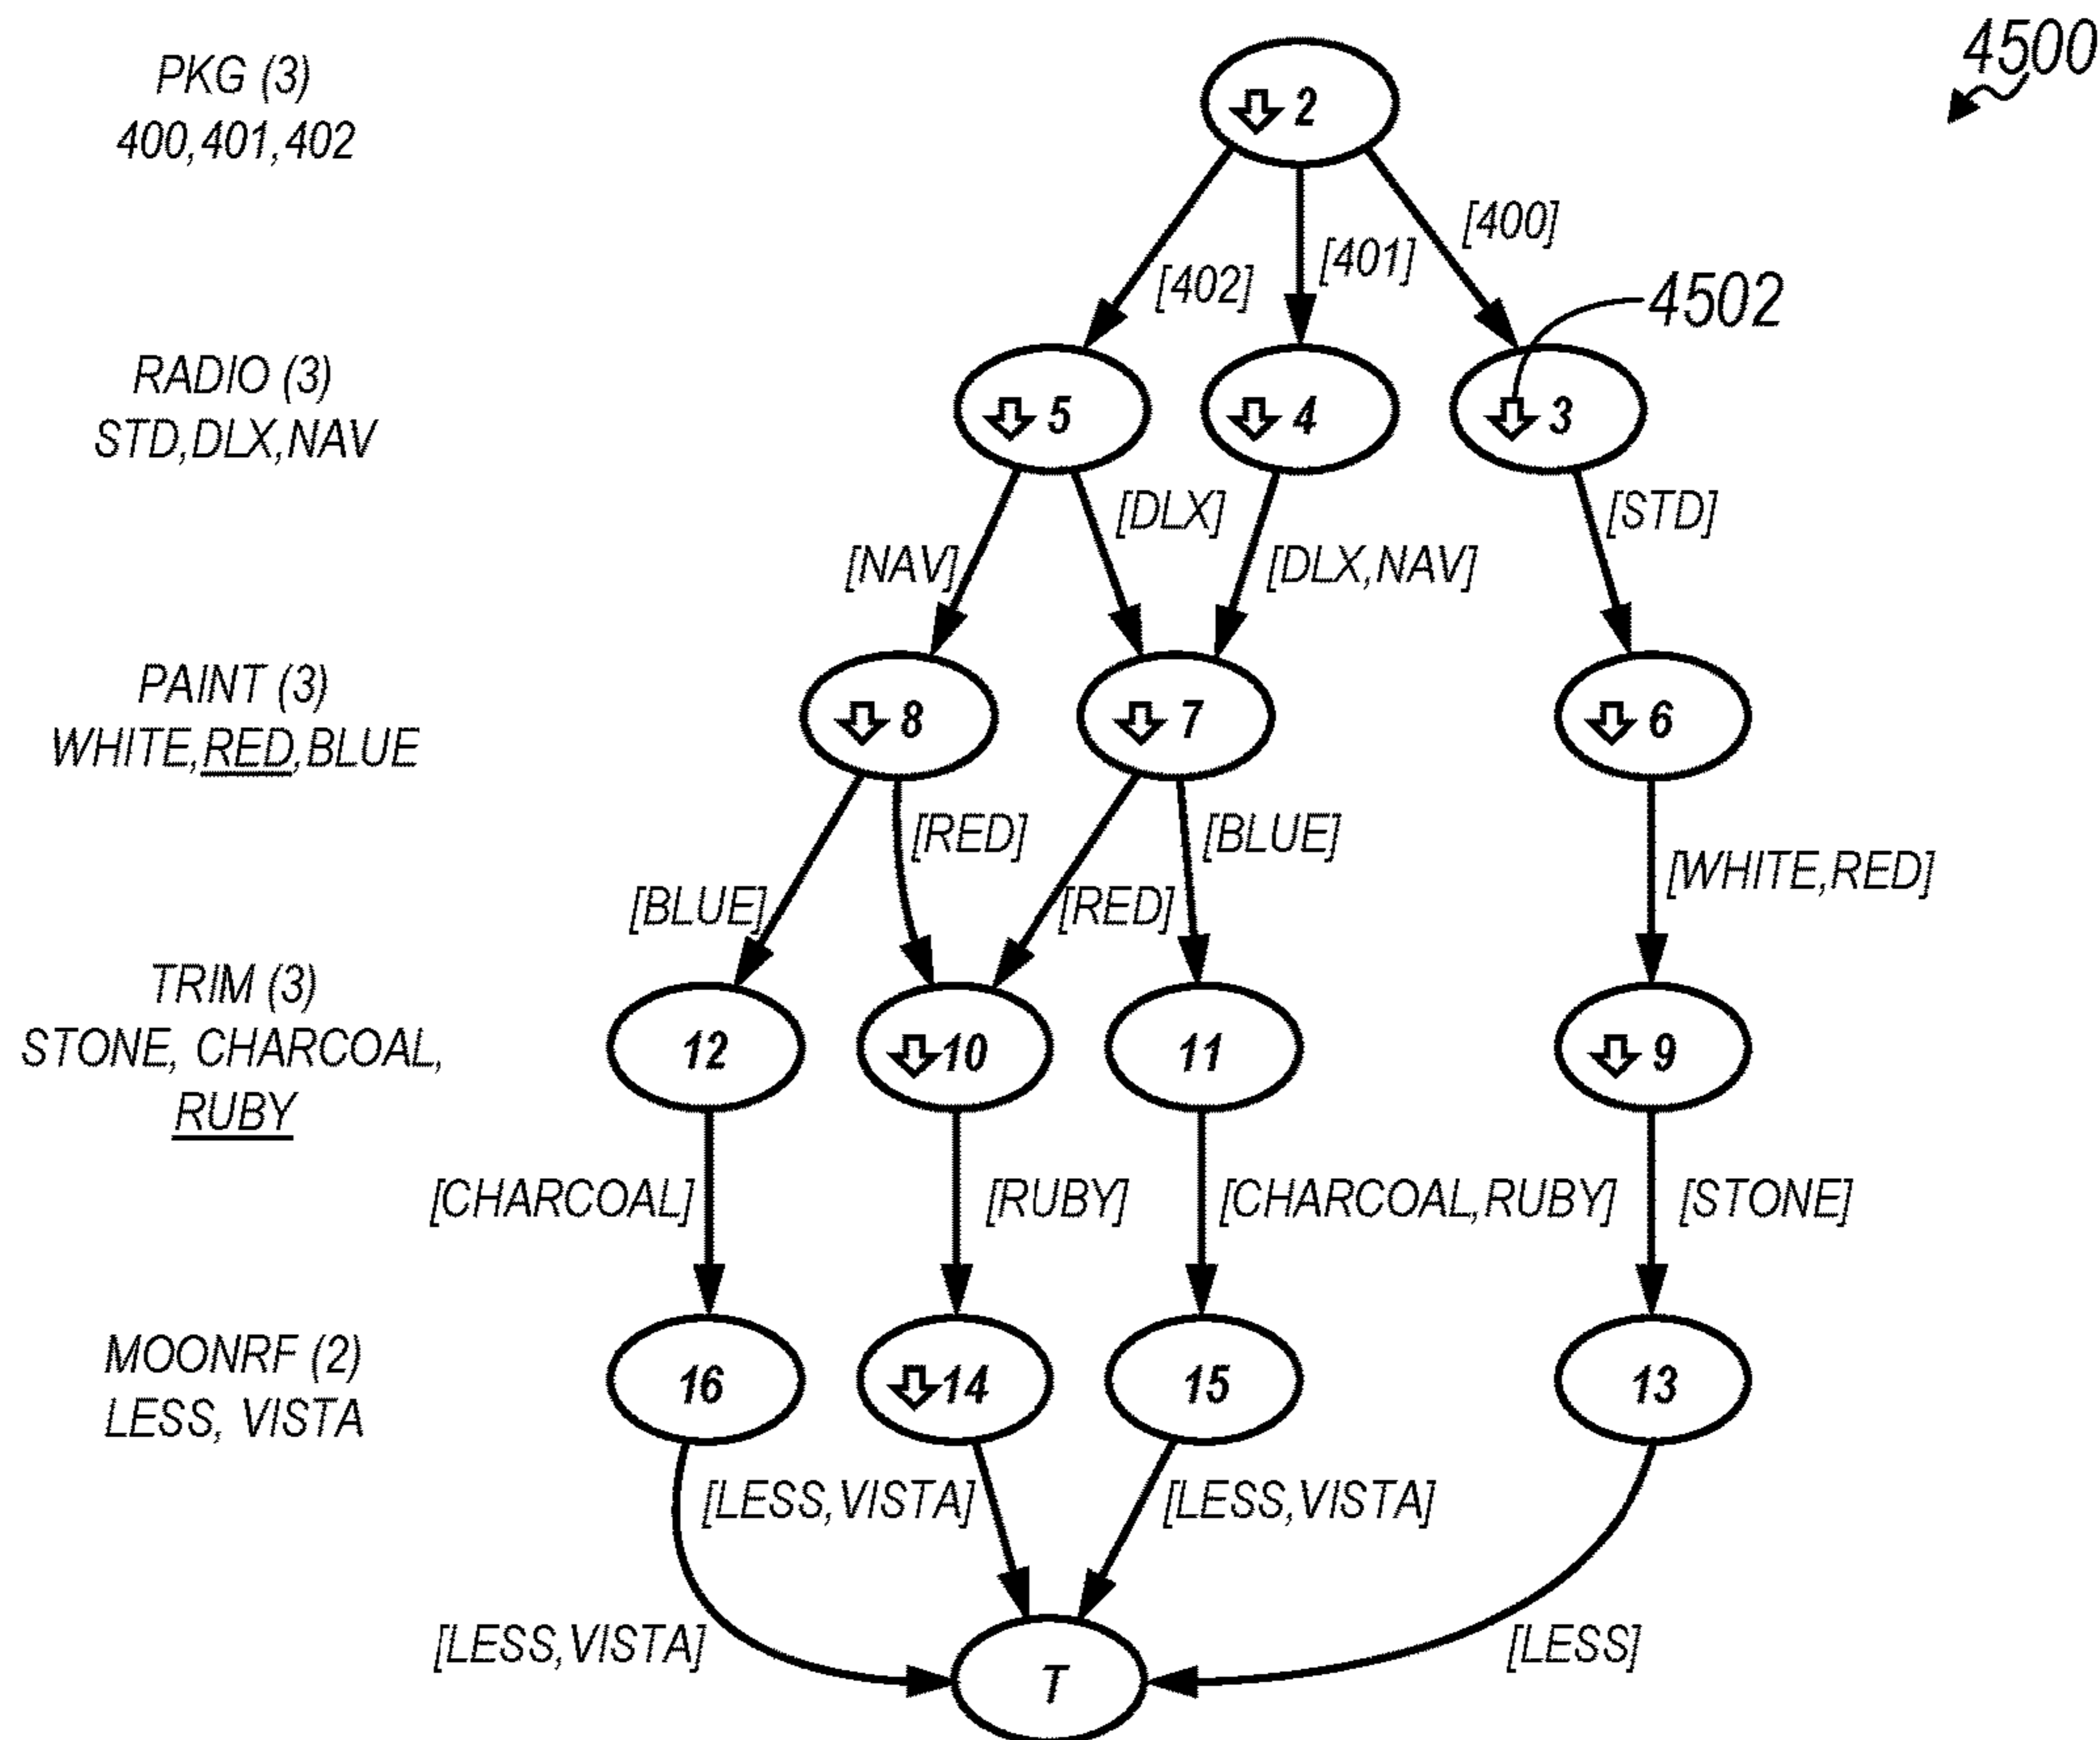 4500
PKG (3)
400,401,402
2
[402]
[401]
[400]
4502
RADIO (3)
STD,DLX,NAV
5
4
3
[NAV]
[DLX]
[DLX,NAV]
[STD]
PAINT (3)
WHITE,RED,BLUE
8
7
6
[BLUE]
[RED]
[RED]
[BLUE]
[WHITE,RED]
TRIM (3)
STONE, CHARCOAL,
RUBY
12
10
11
9
[CHARCOAL]
[RUBY]
[CHARCOAL,RUBY]
[STONE]
MOONRF (2)
LESS, VISTA
16
14
15
13
[LESS,VISTA]
[LESS,VISTA]
[LESS,VISTA]
[LESS]
T